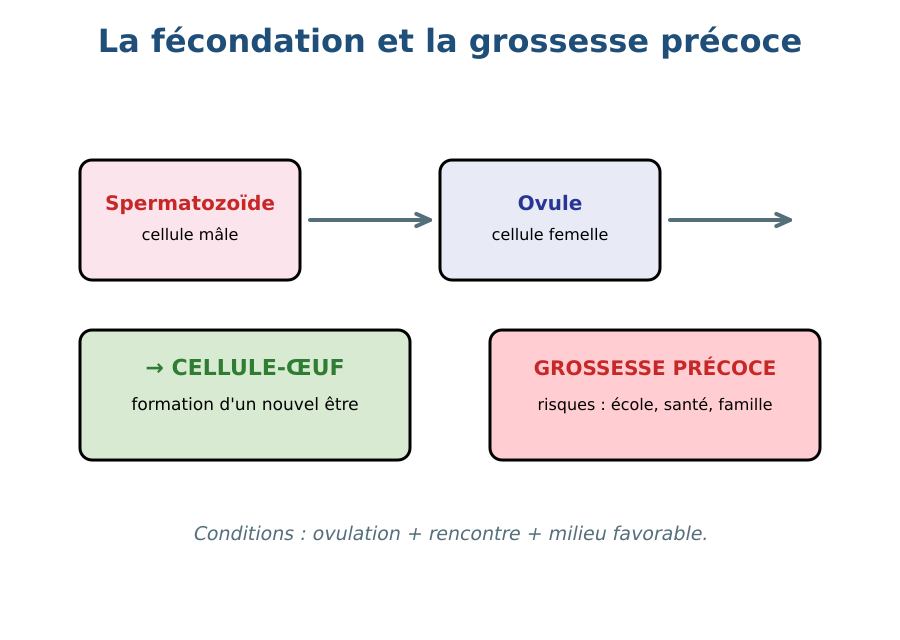 La fécondation et la grossesse précoce
Spermatozoïde
cellule mâle
Ovule
cellule femelle
→ CELLULE-ŒUF
formation d'un nouvel être
GROSSESSE PRÉCOCE
risques : école, santé, famille
Conditions : ovulation + rencontre + milieu favorable.